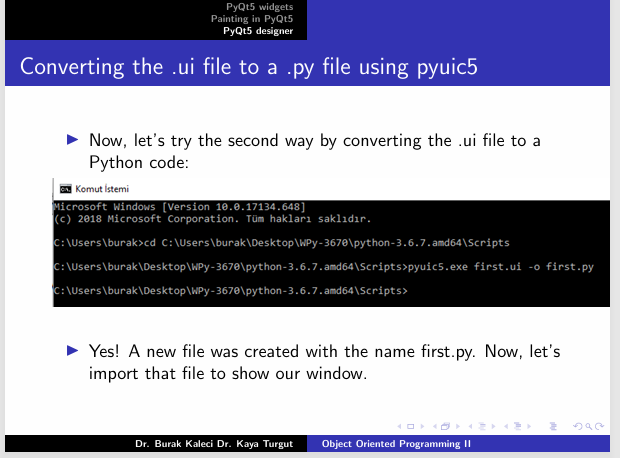 PyQt5 widgets
Painting in PyQt5
PyQt5 designer
Converting the .ui file to a .py file using pyuic5
Now, let's try the second way by converting the .ui file to a
Python code:
Komut İstemi
Microsoft Windows [Version 10.0.17134.648]
(c) 2018 Microsoft Corporation. Tüm hakları saklıdır.
C:\Users\burak>cd C:\Users\burak\Desktop\WPy-3670\python-3.6.7.amd64\Scripts
C:\Users\burak\Desktop\WPy-3670\python-3.6.7.amd64\Scripts>pyuic5.exe first.ui -o first.py
C:\Users\burak\Desktop\WPy-3670\python-3.6.7.amd64\Scripts>
Yes! A new file was created with the name first.py. Now, let's
import that file to show our window.
Dr. Burak Kaleci Dr. Kaya Turgut
Object Oriented Programming II